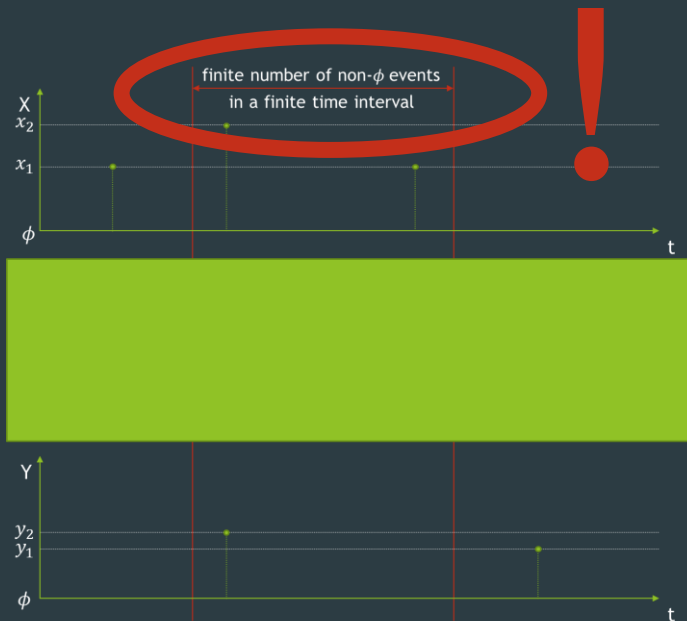 finite number of non-ϕ events
in a finite time interval
X
x₂
x₁
ϕ
t
Y
y₂
y₁
ϕ
t